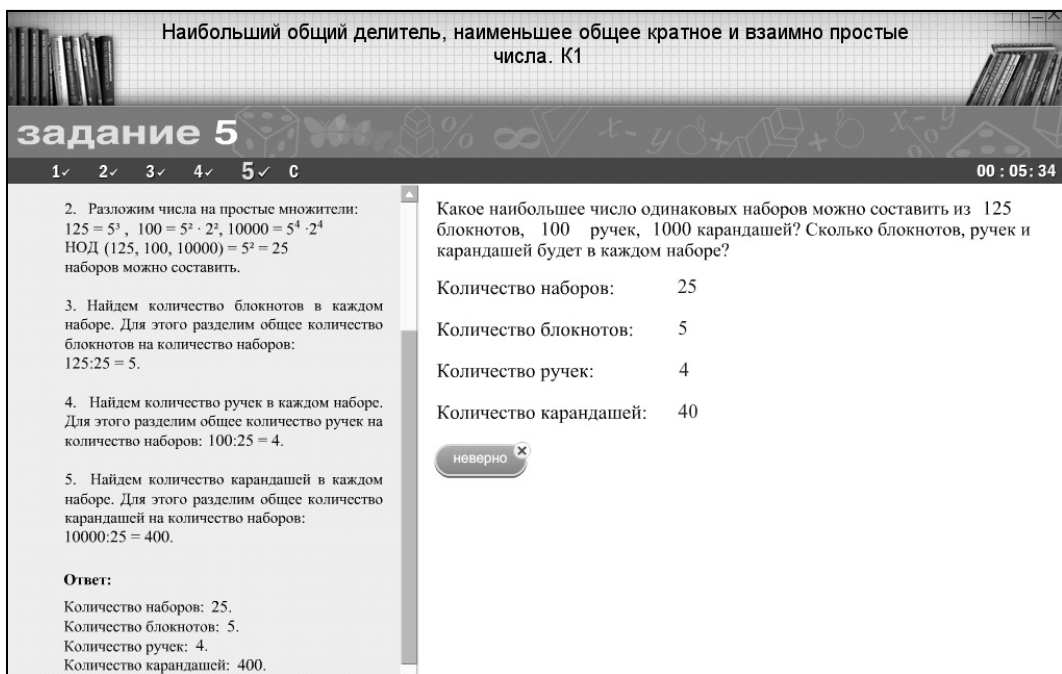 Наибольший общий делитель, наименьшее общее кратное и взаимно простые
числа. К1
задание 5
1✓ 2✓ 3✓ 4✓ 5✓ С
00 : 05: 34
2. Разложим числа на простые множители:
125 = 5³ , 100 = 5² · 2², 10000 = 5⁴ ·2⁴
НОД (125, 100, 10000) = 5² = 25
наборов можно составить.
3. Найдем количество блокнотов в каждом
наборе. Для этого разделим общее количество
блокнотов на количество наборов:
125:25 = 5.
4. Найдем количество ручек в каждом наборе.
Для этого разделим общее количество ручек на
количество наборов: 100:25 = 4.
5. Найдем количество карандашей в каждом
наборе. Для этого разделим общее количество
карандашей на количество наборов:
10000:25 = 400.
Ответ:
Количество наборов: 25.
Количество блокнотов: 5.
Количество ручек: 4.
Количество карандашей: 400.
Какое наибольшее число одинаковых наборов можно составить из 125
блокнотов, 100 ручек, 1000 карандашей? Сколько блокнотов, ручек и
карандашей будет в каждом наборе?
Количество наборов: 25
Количество блокнотов: 5
Количество ручек: 4
Количество карандашей: 40
неверно